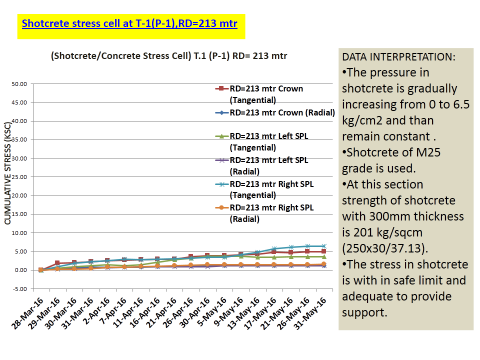 Shotcrete stress cell at T-1(P-1),RD=213 mtr
(Shotcrete/Concrete Stress Cell) T.1 (P-1) RD= 213 mtr
CUMULATIVE STRESS (KSC)
50.00
45.00
40.00
35.00
30.00
25.00
20.00
15.00
10.00
5.00
0.00
-5.00
RD=213 mtr Crown
(Tangential)
RD=213 mtr Crown (Radial)
RD=213 mtr Left SPL
(Tangential)
RD=213 mtr Left SPL
(Radial)
RD=213 mtr Right SPL
(Tangential)
RD=213 mtr Right SPL
(Radial)
28-Mar-16
29-Mar-16
30-Mar-16
31-Mar-16
2-Apr-16
7-Apr-16
11-Apr-16
16-Apr-16
21-Apr-16
26-Apr-16
30-Apr-16
5-May-16
9-May-16
13-May-16
17-May-16
21-May-16
26-May-16
31-May-16
DATA INTERPRETATION:
•The pressure in
shotcrete is gradually
increasing from 0 to 6.5
kg/cm2 and than
remain constant .
•Shotcrete of M25
grade is used.
•At this section
strength of shotcrete
with 300mm thickness
is 201 kg/sqcm
(250x30/37.13).
•The stress in shotcrete
is with in safe limit and
adequate to provide
support.